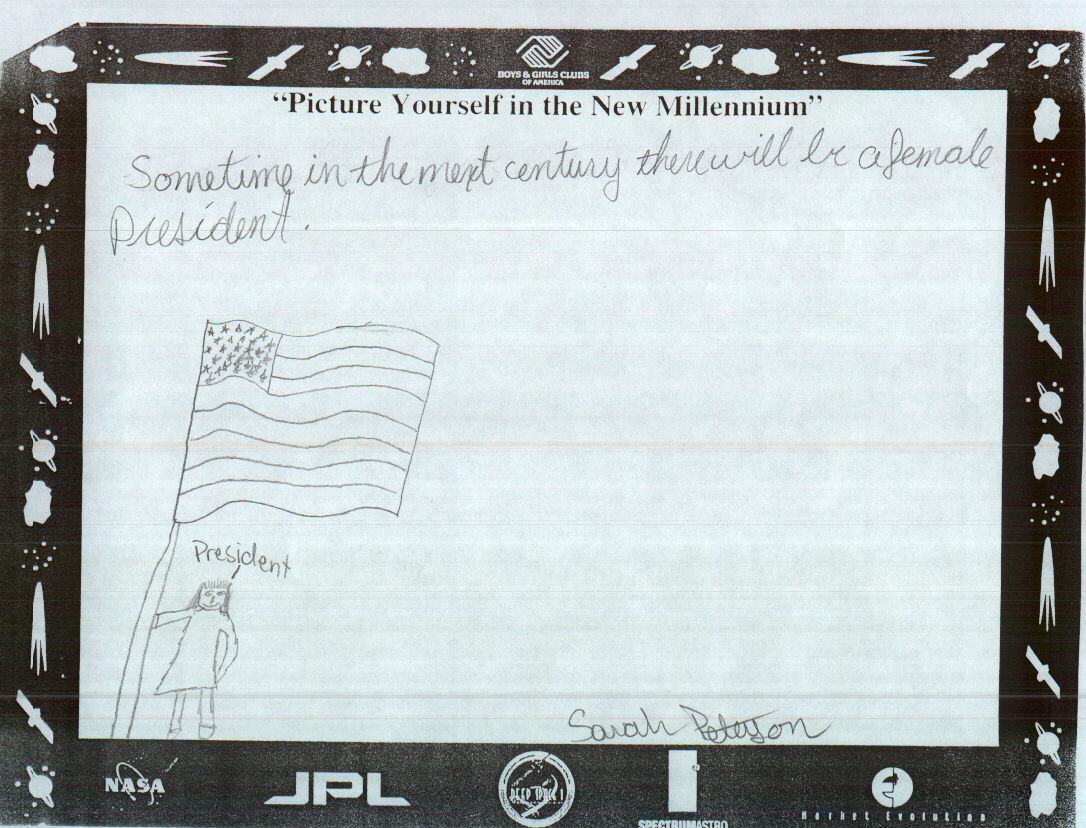 BOYS & GIRLS CLUBS
OF AMERICA
“Picture Yourself in the New Millennium”
Sometime in the next century there will be a female
president.
President
Sarah Peterson
NASA
JPL
DEEP SPACE 1
SPECTRUMASTRO
Market Evolution